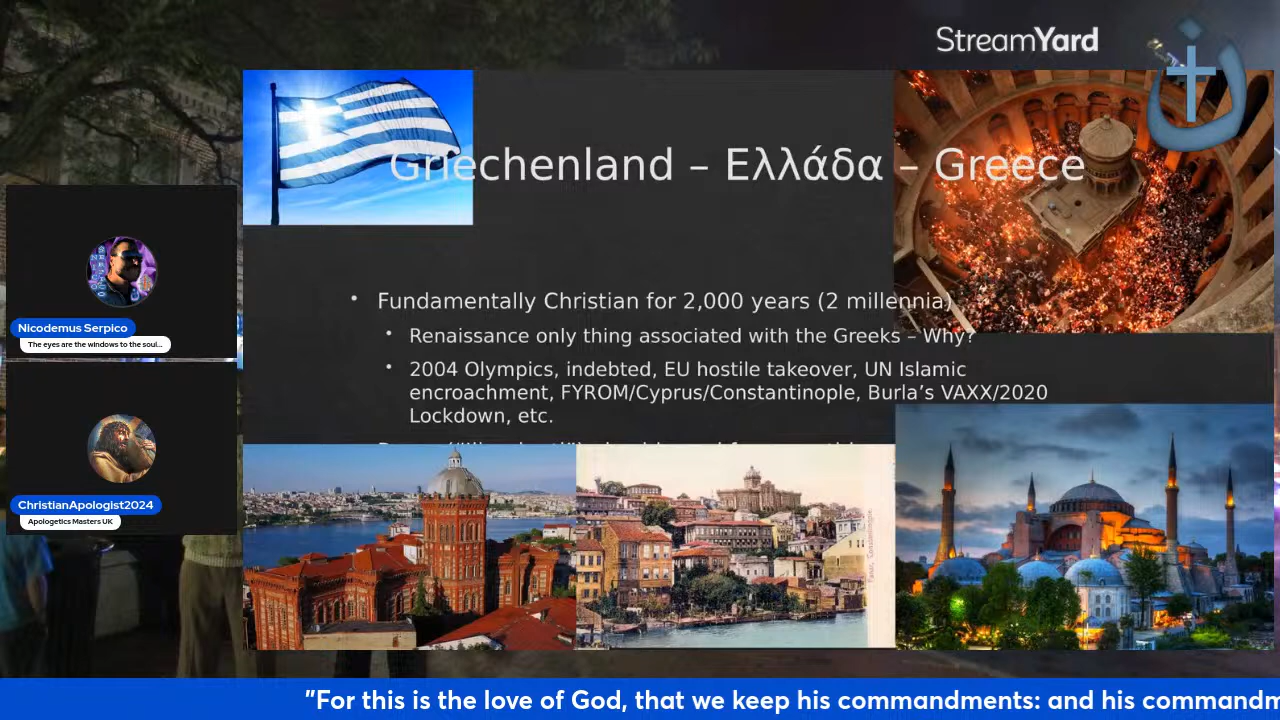 StreamYard
ن
Griechenland – Ελλάδα – Greece
• Fundamentally Christian for 2,000 years (2 millennia)
• Renaissance only thing associated with the Greeks – Why?
• 2004 Olympics, indebted, EU hostile takeover, UN Islamic
encroachment, FYROM/Cyprus/Constantinople, Burla’s VAXX/2020
Lockdown, etc.
Nicodemus Serpico
The eyes are the windows to the soul...
ChristianApologist2024
Apologetics Masters UK
"For this is the love of God, that we keep his commandments: and his commandm